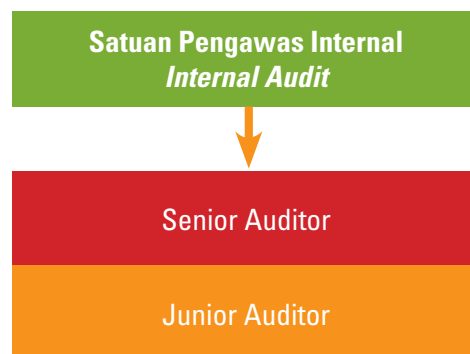 Satuan Pengawas Internal
Internal Audit
Senior Auditor
Junior Auditor